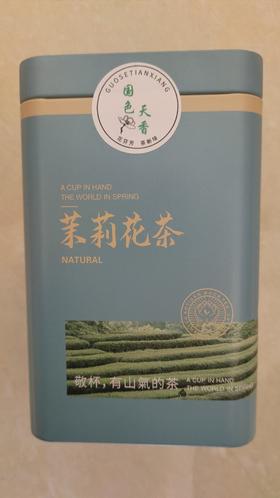 GUOSETIANXIANG
国色
天香
A CUP IN HAND
THE WORLD IN SPRING
茉莉花茶
NATURAL
敬杯，有山氣的茶
A CUP IN HAND
THE WORLD IN SPRING